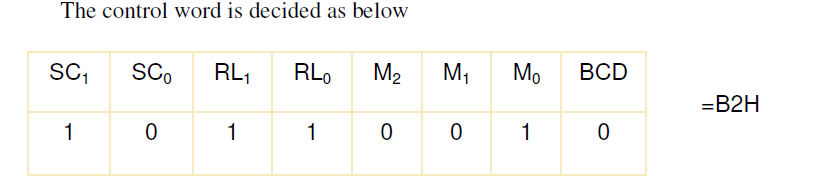 The control word is decided as below
SC₁ SC₀ RL₁ RL₀ M₂ M₁ M₀ BCD
=B2H
1 0 1 1 0 0 1 0